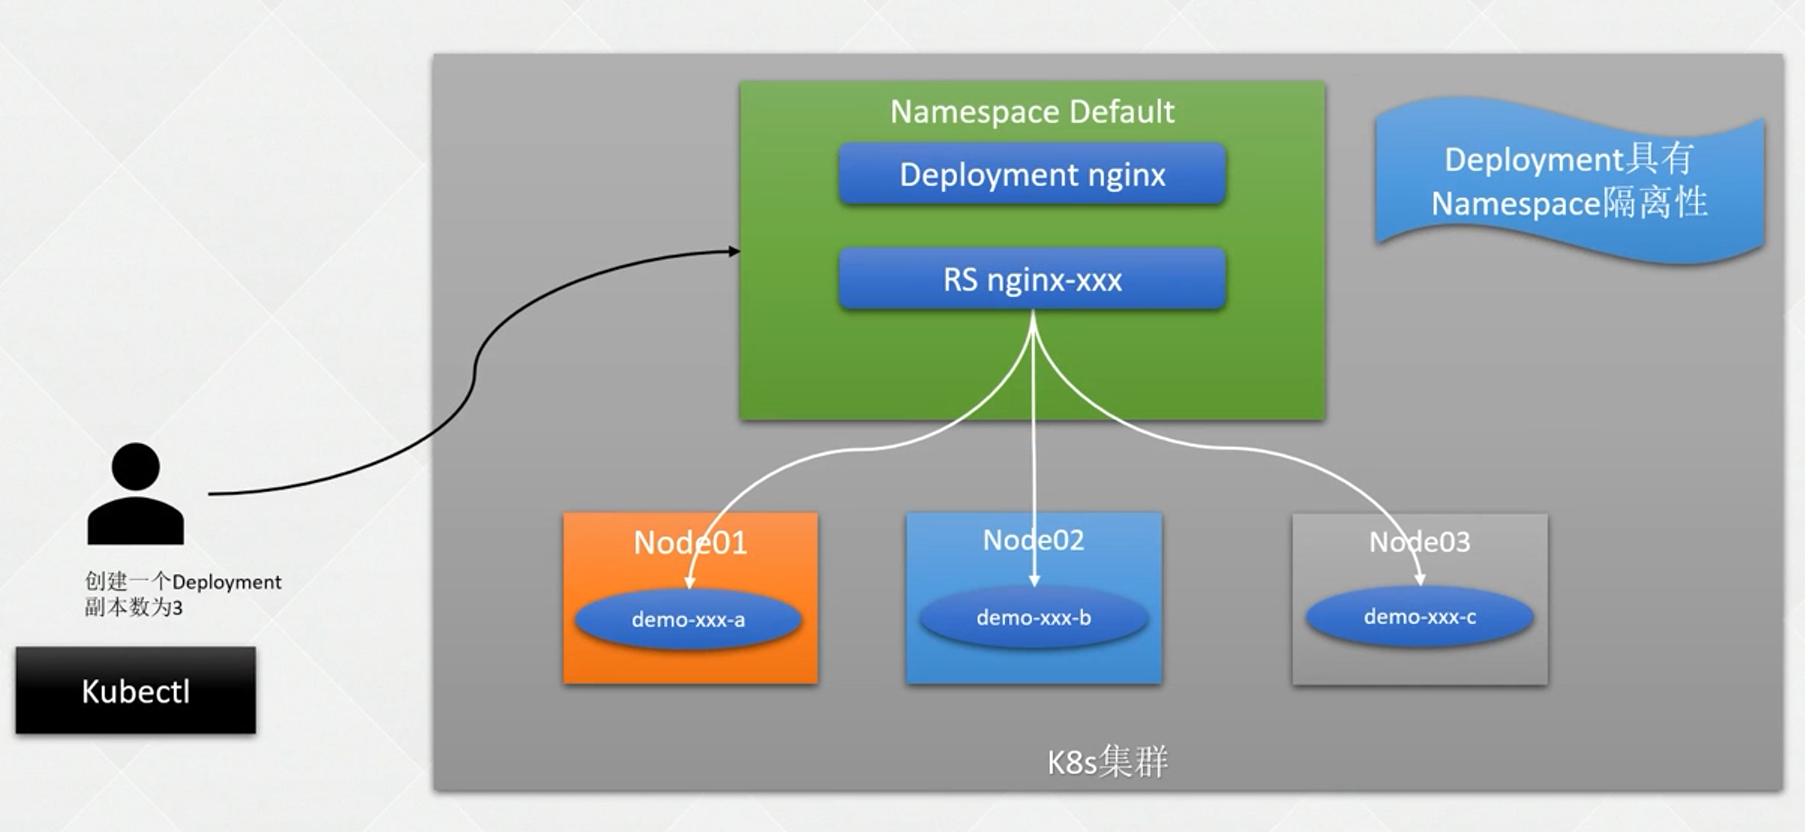 Namespace Default
Deployment nginx
RS nginx-xxx
Deployment具有
Namespace隔离性
创建一个Deployment
副本数为3
Kubectl
Node01
demo-xxx-a
Node02
demo-xxx-b
Node03
demo-xxx-c
K8s集群